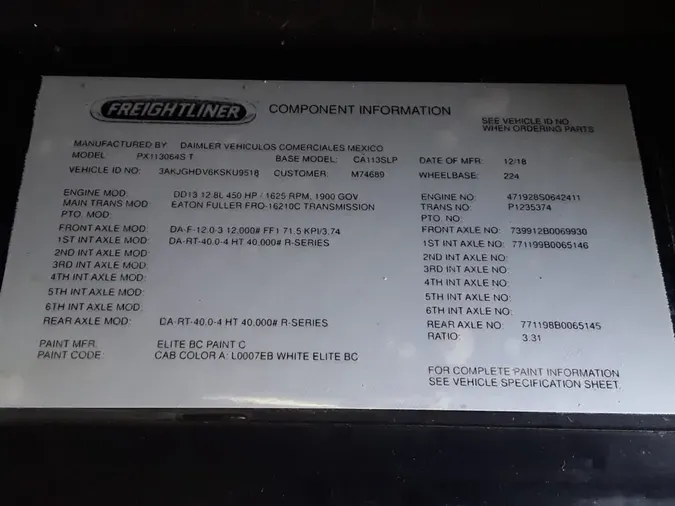 FREIGHTLINER COMPONENT INFORMATION
SEE VEHICLE ID NO
WHEN ORDERING PARTS
MANUFACTURED BY DAIMLER VEHICULOS COMERCIALES MEXICO
MODEL PX113064S T BASE MODEL: CA113SLP DATE OF MFR: 12/18
VEHICLE ID NO: 3AKJGHDV6KSKU9518 CUSTOMER: M74689 WHEELBASE: 224
ENGINE MOD: DD13 12.8L 450 HP / 1625 RPM, 1900 GOV ENGINE NO: 471928S0642411
MAIN TRANS MOD: EATON FULLER FRO-16210C TRANSMISSION TRANS NO: P1235374
PTO. MOD: PTO. NO:
FRONT AXLE MOD: DA-F-12.0-3 12,000# FF1 71.5 KPI/3.74 FRONT AXLE NO: 739912B0069930
1ST INT AXLE MOD: DA-RT-40.0-4 HT 40,000# R-SERIES 1ST INT AXLE NO: 771199B0065146
2ND INT AXLE MOD: 2ND INT AXLE NO:
3RD INT AXLE MOD: 3RD INT AXLE NO:
4TH INT AXLE MOD: 4TH INT AXLE NO:
5TH INT AXLE MOD: 5TH INT AXLE NO:
6TH INT AXLE MOD: 6TH INT AXLE NO:
REAR AXLE MOD: DA-RT-40.0-4 HT 40,000# R-SERIES REAR AXLE NO: 771198B0065145
RATIO: 3.31
PAINT MFR. ELITE BC PAINT C
PAINT CODE: CAB COLOR A: L0007EB WHITE ELITE BC
FOR COMPLETE PAINT INFORMATION
SEE VEHICLE SPECIFICATION SHEET.